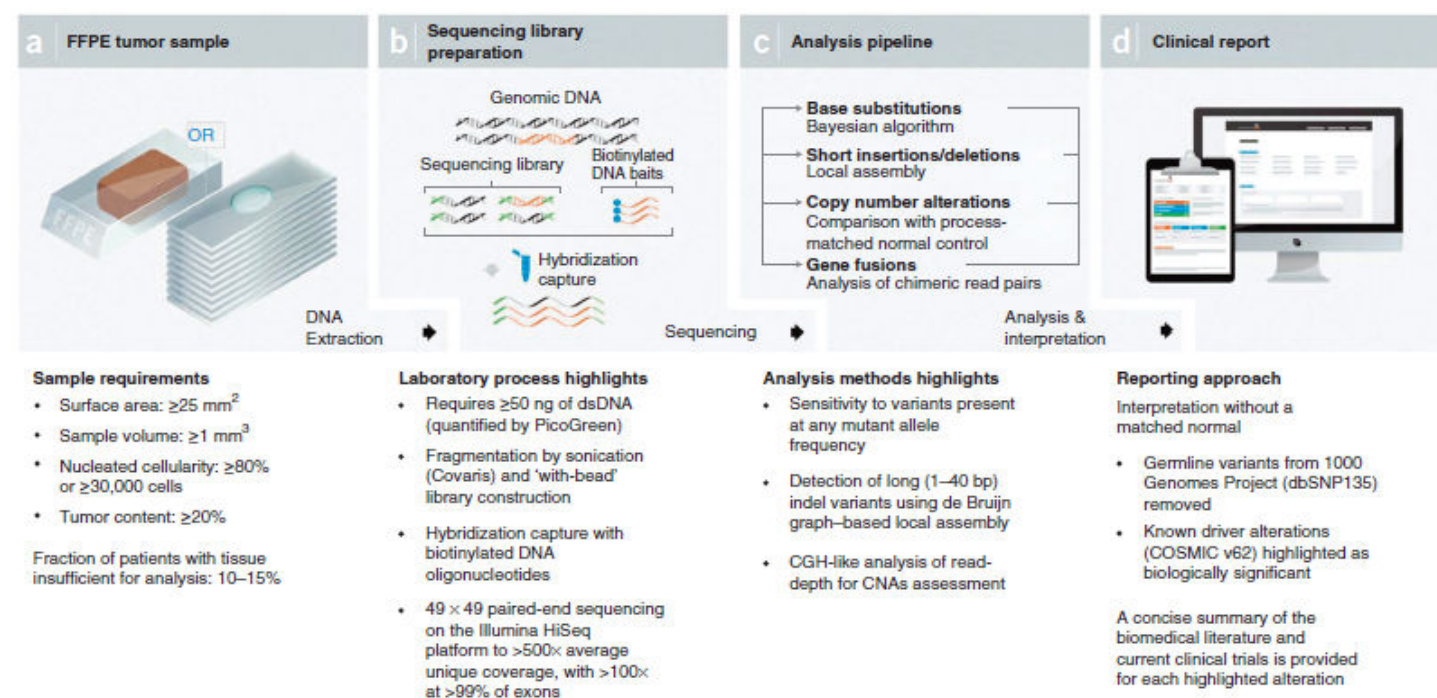 a FFPE tumor sample
OR
FFPE
DNA
Extraction
Sample requirements
• Surface area: ≥25 mm²
• Sample volume: ≥1 mm³
• Nucleated cellularity: ≥80%
or ≥30,000 cells
• Tumor content: ≥20%
Fraction of patients with tissue
insufficient for analysis: 10–15%
b Sequencing library
preparation
Genomic DNA
Sequencing library
Biotinylated
DNA baits
Hybridization
capture
Sequencing
Laboratory process highlights
• Requires ≥50 ng of dsDNA
(quantified by PicoGreen)
• Fragmentation by sonication
(Covaris) and ‘with-bead’
library construction
• Hybridization capture with
biotinylated DNA
oligonucleotides
• 49 × 49 paired-end sequencing
on the Illumina HiSeq
platform to >500× average
unique coverage, with >100×
at >99% of exons
c Analysis pipeline
Base substitutions
Bayesian algorithm
Short insertions/deletions
Local assembly
Copy number alterations
Comparison with process-
matched normal control
Gene fusions
Analysis of chimeric read pairs
Analysis &
interpretation
Analysis methods highlights
• Sensitivity to variants present
at any mutant allele
frequency
• Detection of long (1–40 bp)
indel variants using de Bruijn
graph–based local assembly
• CGH-like analysis of read-
depth for CNAs assessment
d Clinical report
Reporting approach
Interpretation without a
matched normal
• Germline variants from 1000
Genomes Project (dbSNP135)
removed
• Known driver alterations
(COSMIC v62) highlighted as
biologically significant
A concise summary of the
biomedical literature and
current clinical trials is provided
for each highlighted alteration